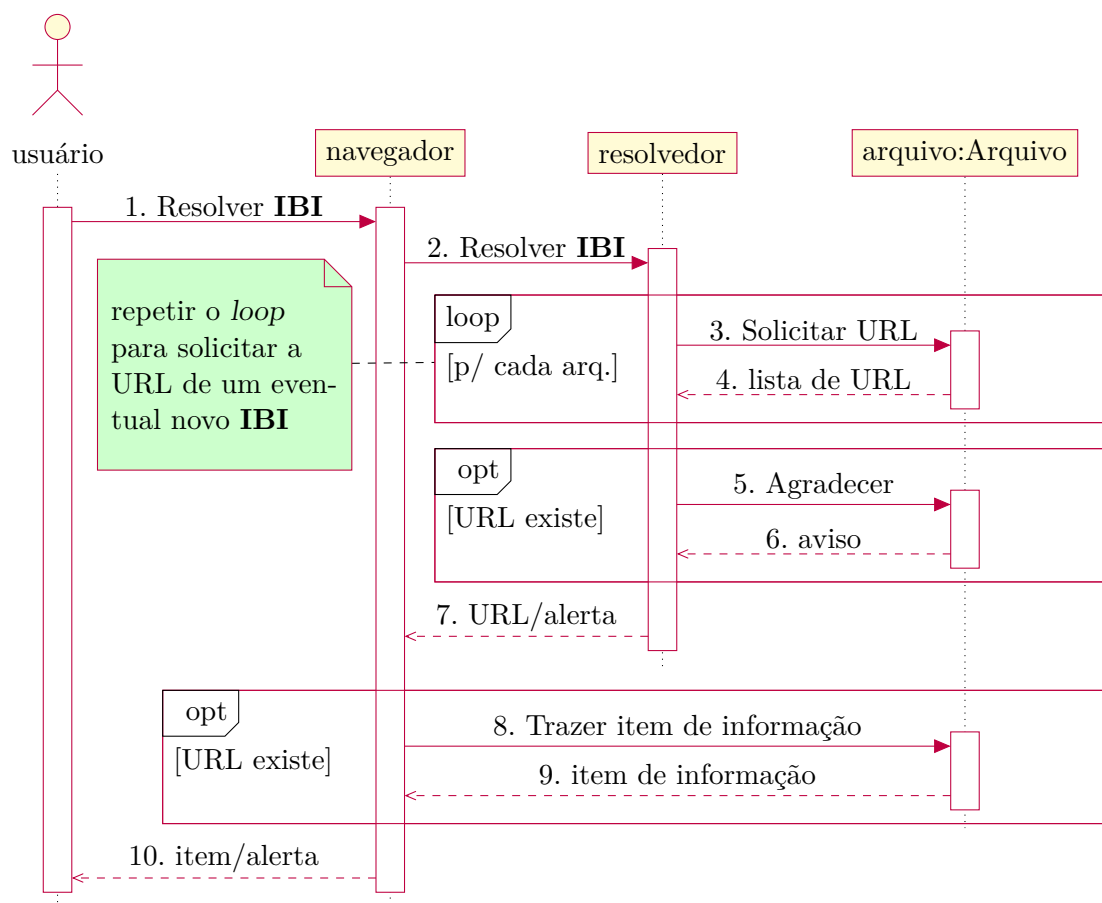 usuário
navegador
resolvedor
arquivo:Arquivo
1. Resolver IBI
2. Resolver IBI
repetir o loop
para solicitar a
URL de um even-
tual novo IBI
loop
[p/ cada arq.]
3. Solicitar URL
4. lista de URL
opt
[URL existe]
5. Agradecer
6. aviso
7. URL/alerta
opt
[URL existe]
8. Trazer item de informação
9. item de informação
10. item/alerta